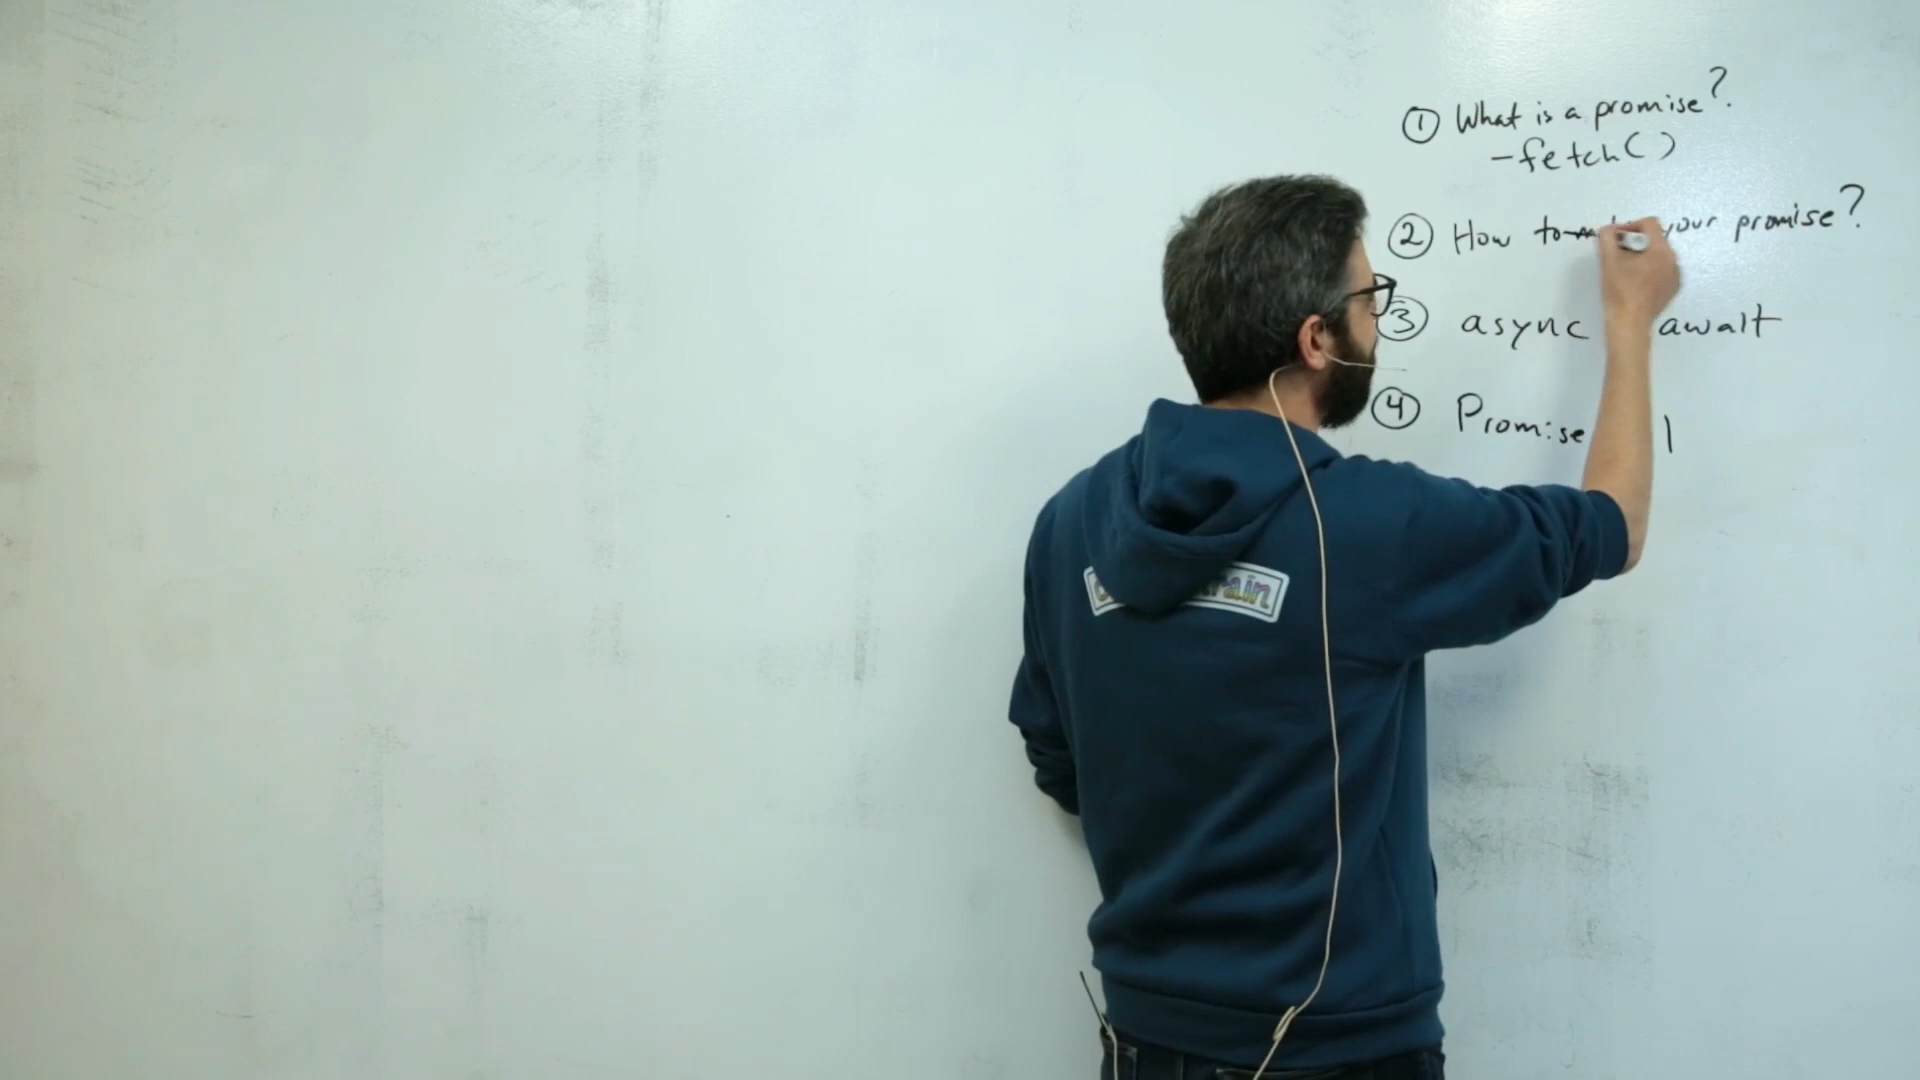 ① What is a promise?
- fetch()
② How to your promise?
③ async await
④ Promise